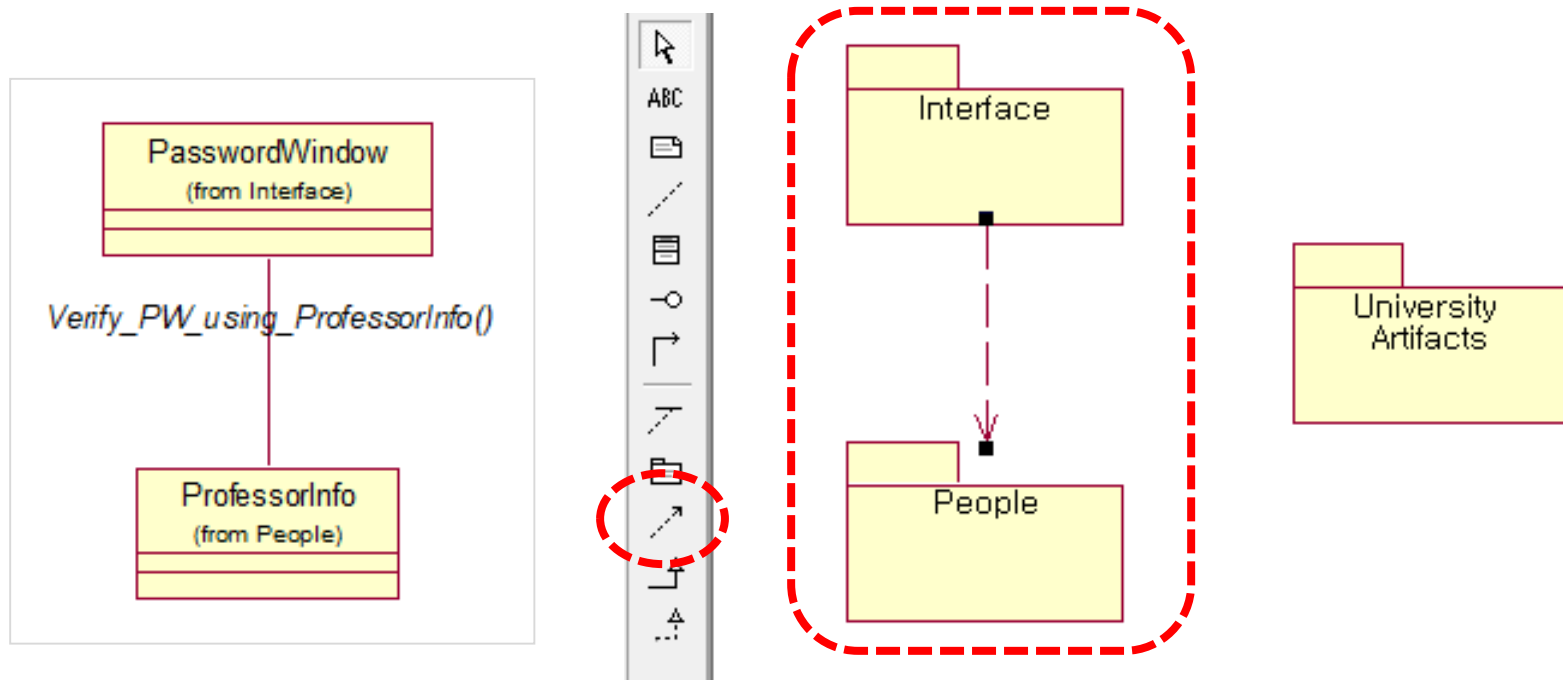 PasswordWindow
(from Interface)
Verify_PW_using_ProfessorInfo()
ProfessorInfo
(from People)
ABC
Interface
People
University
Artifacts